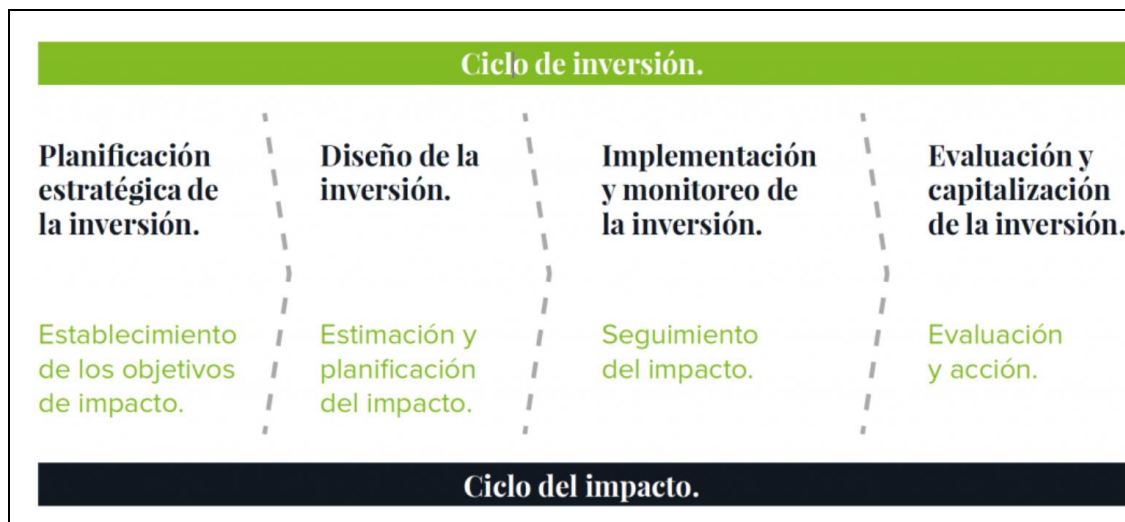 Ciclo de inversión.
Planificación
estratégica de
la inversión.
Diseño de la
inversión.
Implementación
y monitoreo de
la inversión.
Evaluación y
capitalización
de la inversión.
Establecimiento
de los objetivos
de impacto.
Estimación y
planificación
del impacto.
Seguimiento
del impacto.
Evaluación
y acción.
Ciclo del impacto.